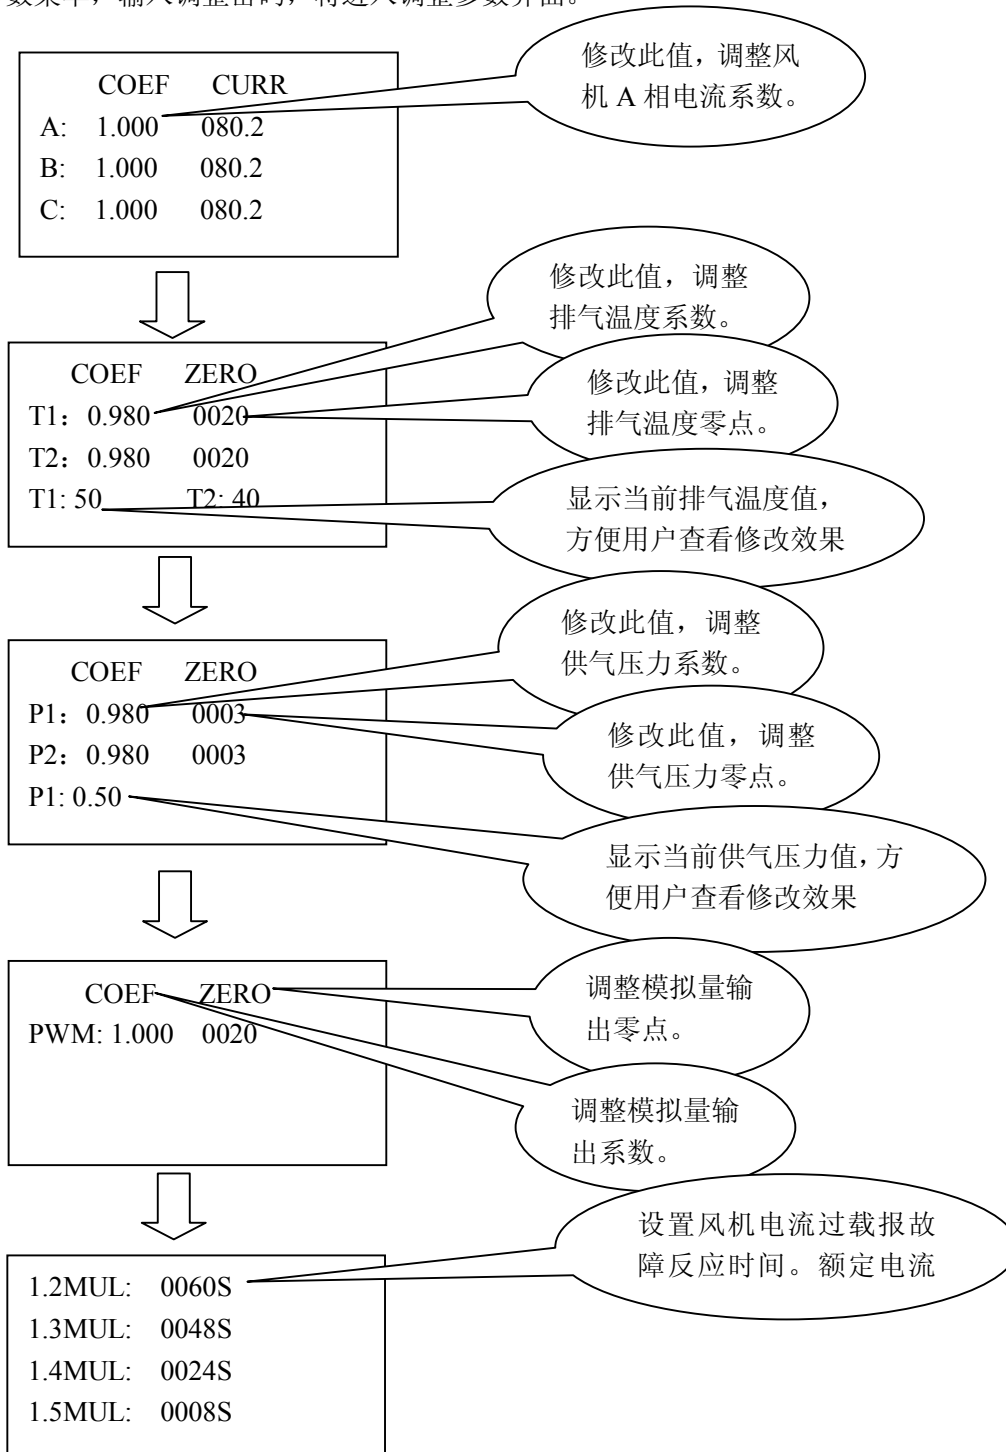 数菜单，输入调整密码，将进入调整参数界面。
COEF CURR
A: 1.000 080.2
B: 1.000 080.2
C: 1.000 080.2
修改此值，调整风
机 A 相电流系数。
COEF ZERO
T1：0.980 0020
T2：0.980 0020
T1: 50 T2: 40
修改此值，调整
排气温度系数。
修改此值，调整
排气温度零点。
显示当前排气温度值，
方便用户查看修改效果
COEF ZERO
P1：0.980 0003
P2：0.980 0003
P1: 0.50
修改此值，调整
供气压力系数。
修改此值，调整
供气压力零点。
显示当前供气压力值，方
便用户查看修改效果
COEF ZERO
PWM: 1.000 0020
调整模拟量输
出零点。
调整模拟量输
出系数。
1.2MUL: 0060S
1.3MUL: 0048S
1.4MUL: 0024S
1.5MUL: 0008S
设置风机电流过载报故
障反应时间。额定电流